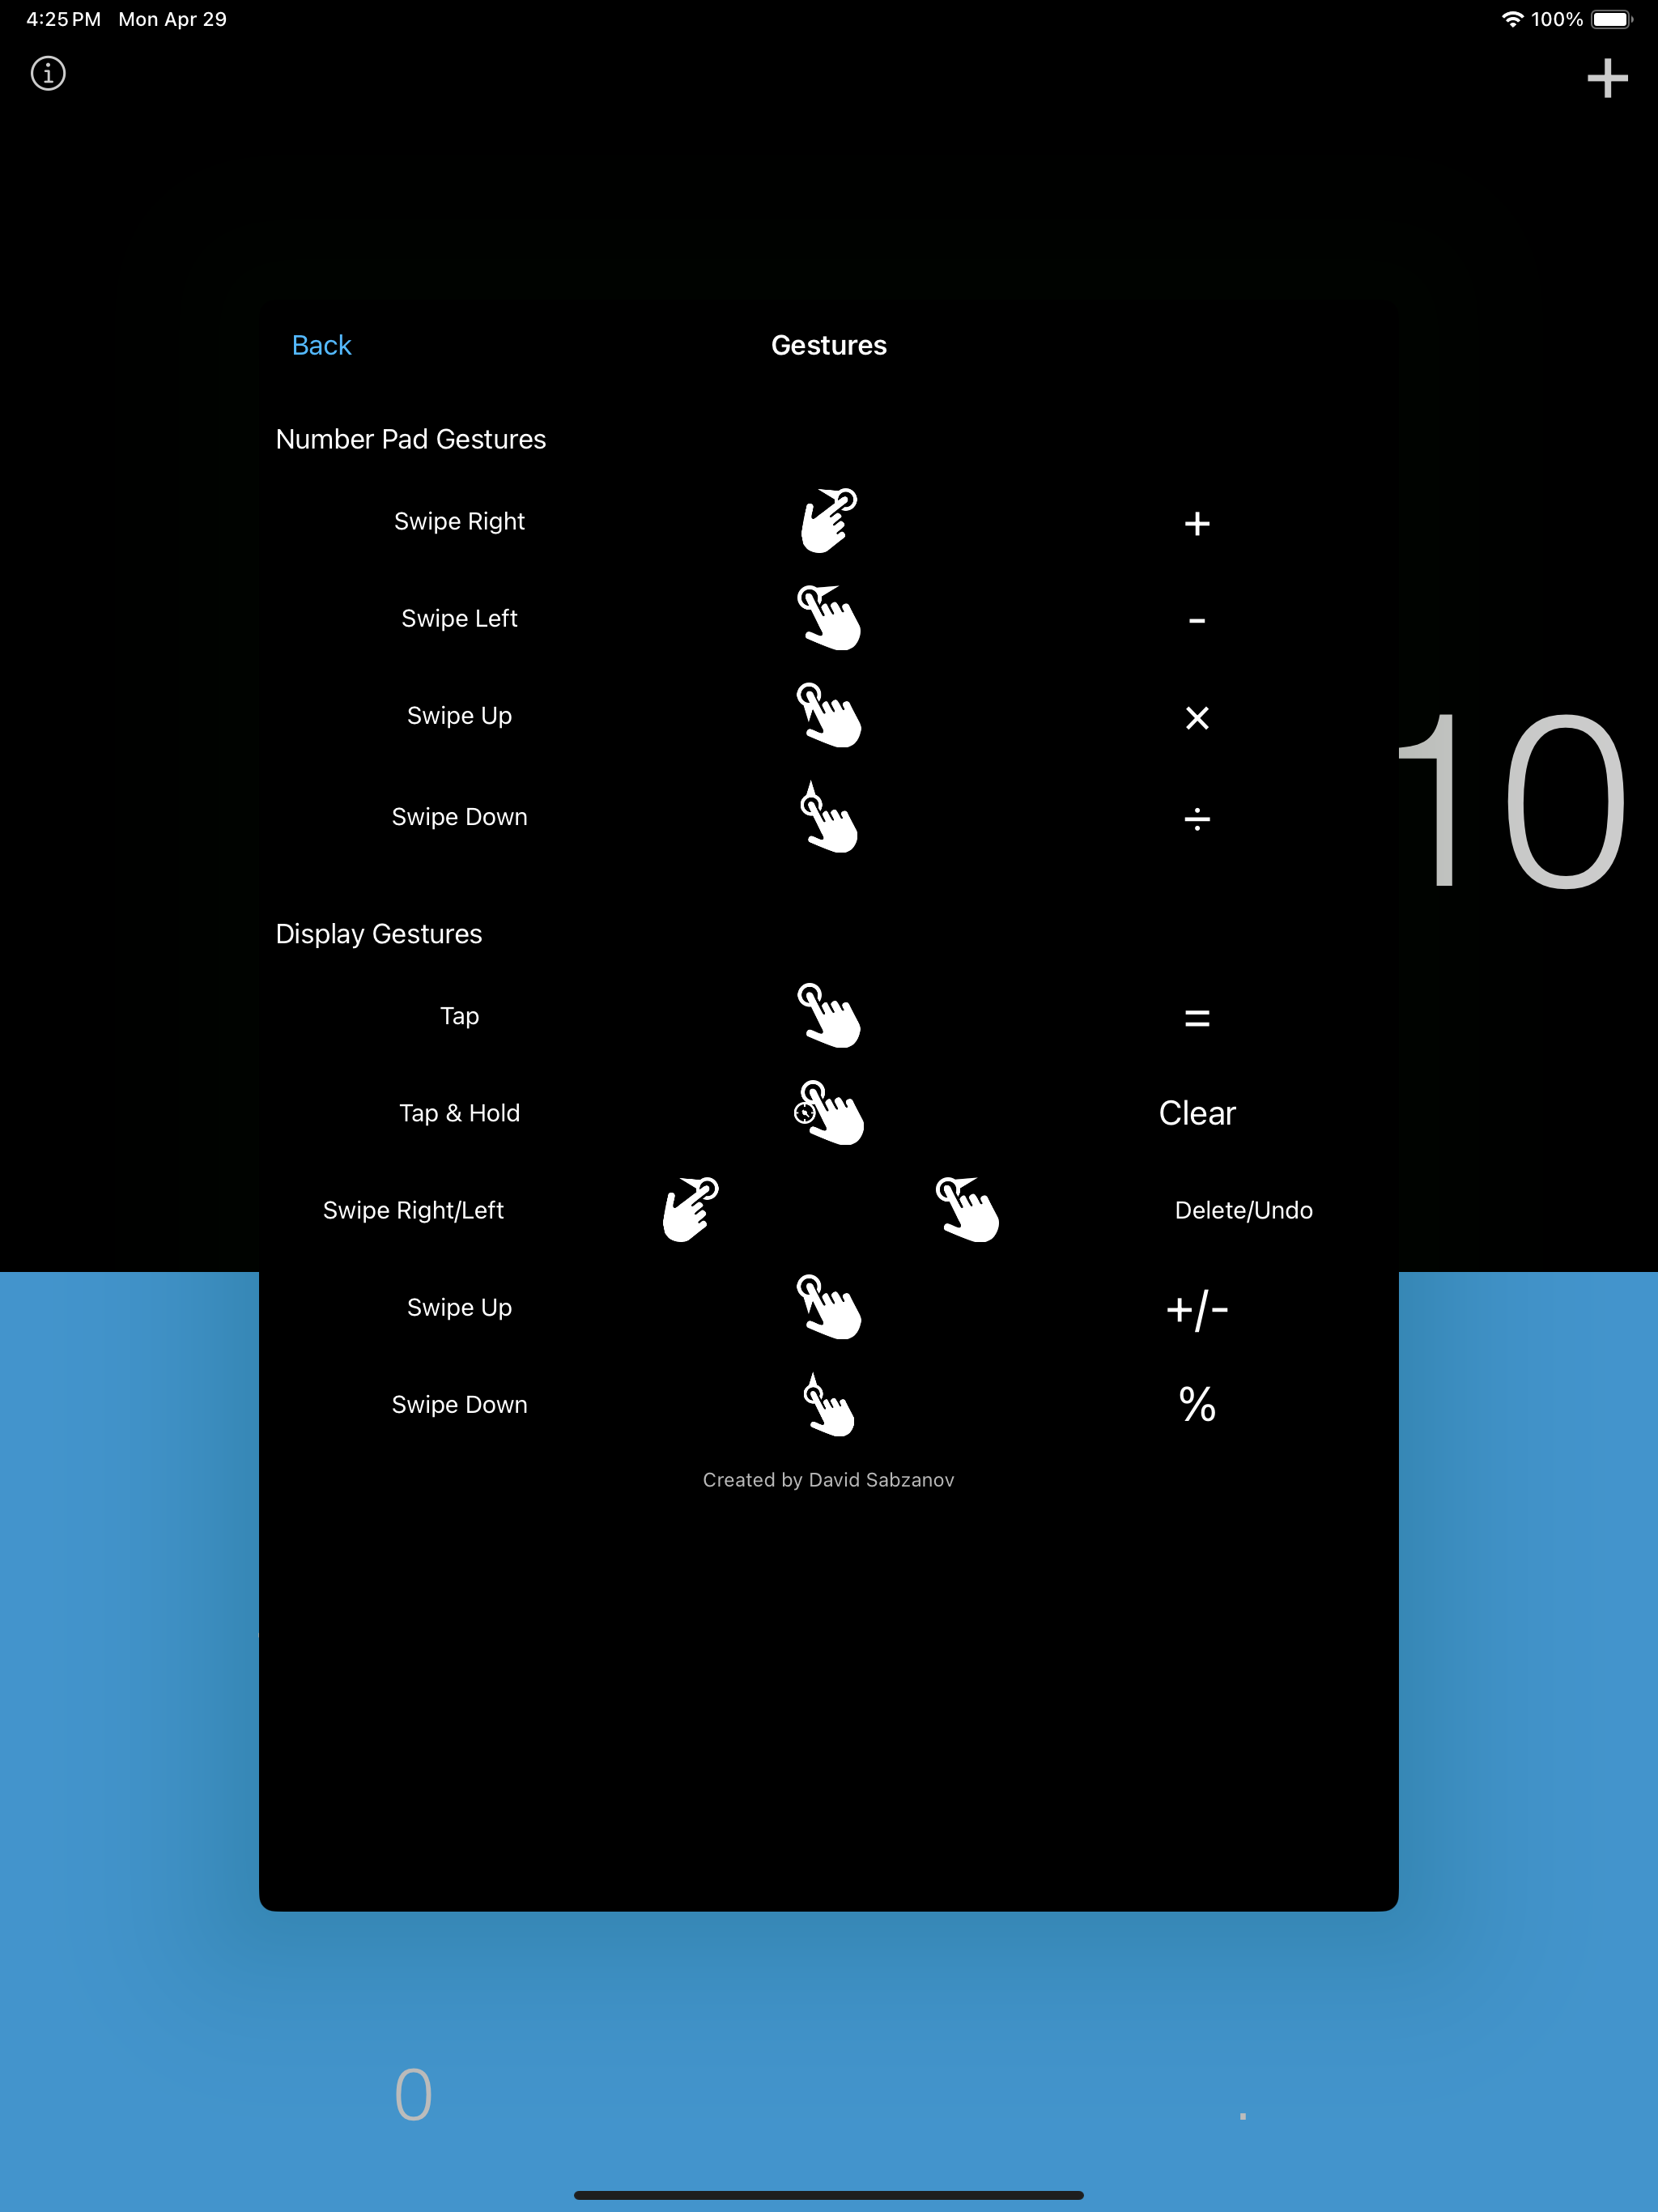 4:25 PM Mon Apr 29 100%
+
Back Gestures
Number Pad Gestures
Swipe Right +
Swipe Left -
Swipe Up ×
10
Swipe Down ÷
Display Gestures
Tap =
Tap & Hold Clear
Swipe Right/Left Delete/Undo
Swipe Up +/-
Swipe Down %
Created by David Sabzanov
0 .